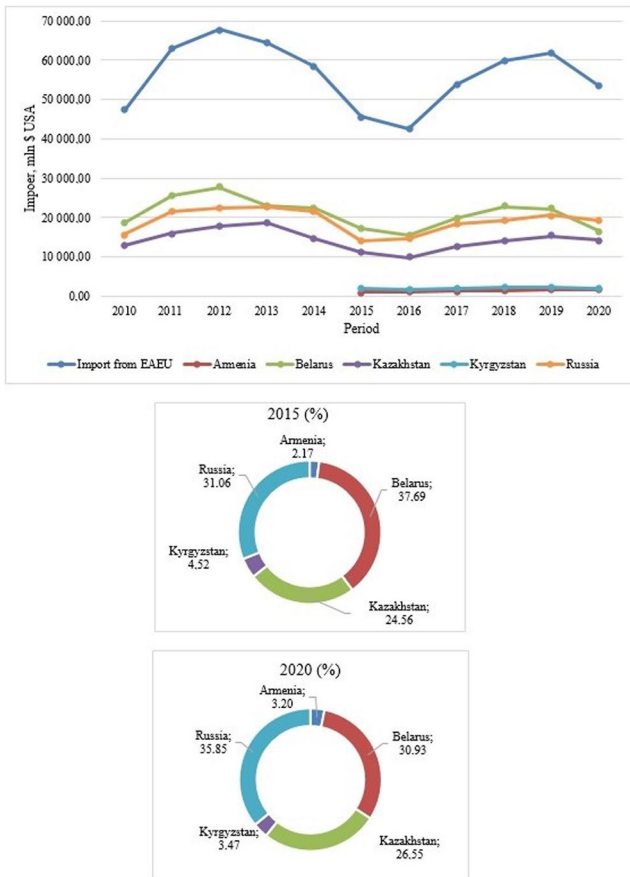 70 000.00
60 000.00
50 000.00
40 000.00
30 000.00
20 000.00
10 000.00
0.00
Impoer, mln $ USA
2010 2011 2012 2013 2014 2015 2016 2017 2018 2019 2020
Period
Import from EAEU Armenia Belarus Kazakhstan Kyrgyzstan Russia
2015 (%)
Armenia;
2.17
Russia;
31.06
Belarus;
37.69
Kyrgyzstan;
4.52
Kazakhstan;
24.56
2020 (%)
Armenia;
3.20
Russia;
35.85
Belarus;
30.93
Kyrgyzstan;
3.47
Kazakhstan;
26.55